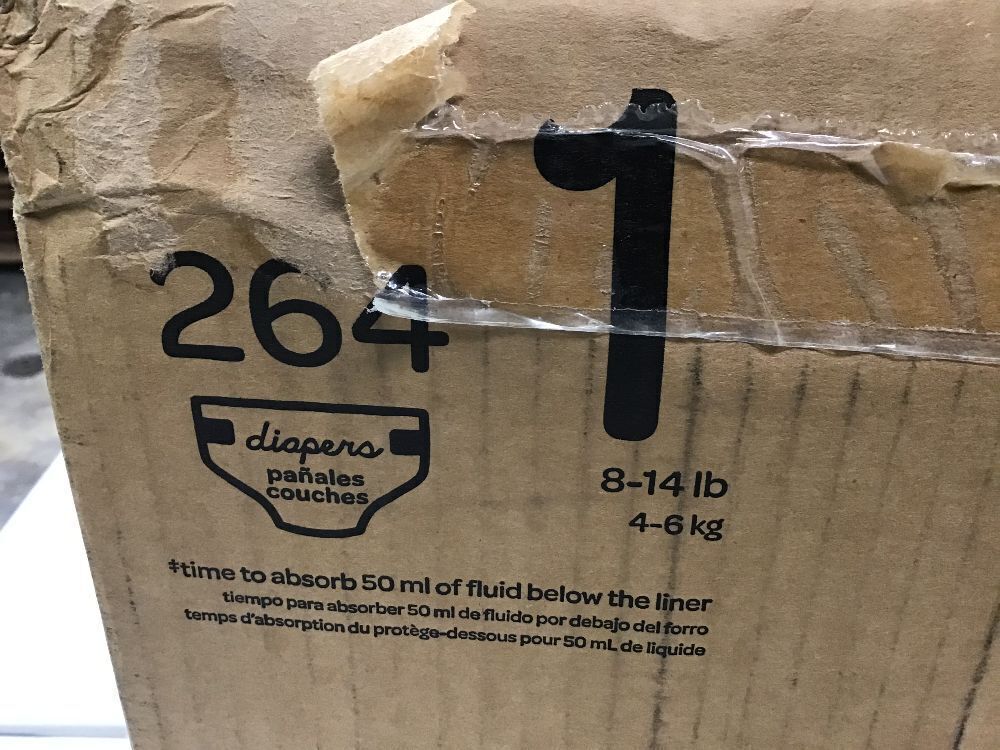 1
264
diapers
pañales
couches
8-14 lb
4-6 kg
‡time to absorb 50 ml of fluid below the liner
tiempo para absorber 50 ml de fluido por debajo del forro
temps d'absorption du protège-dessous pour 50 mL de liquide